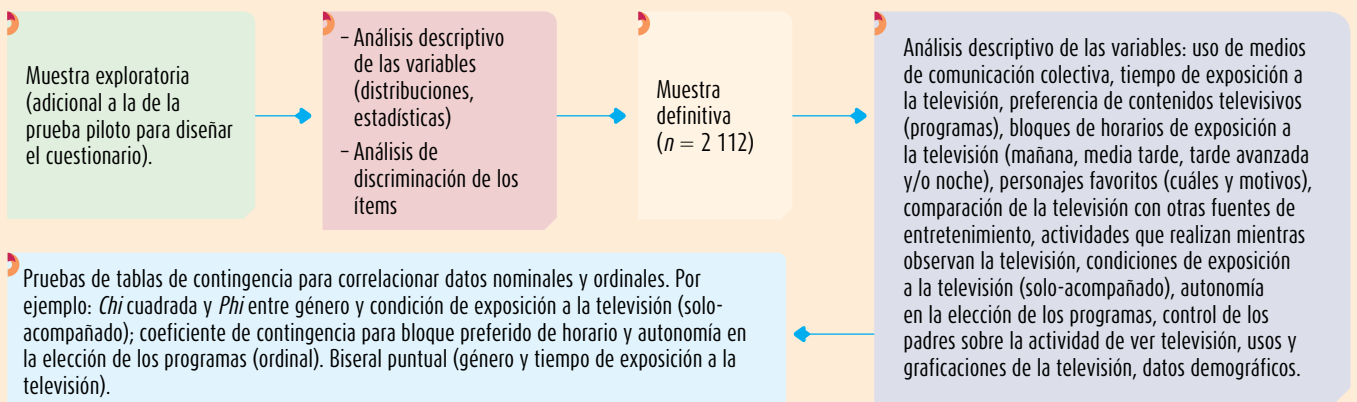 Muestra exploratoria
(adicional a la de la
prueba piloto para diseñar
el cuestionario).
– Análisis descriptivo
de las variables
(distribuciones,
estadísticas)
– Análisis de
discriminación de los
ítems
Muestra
definitiva
(n = 2 112)
Análisis descriptivo de las variables: uso de medios
de comunicación colectiva, tiempo de exposición a
la televisión, preferencia de contenidos televisivos
(programas), bloques de horarios de exposición a
la televisión (mañana, media tarde, tarde avanzada
y/o noche), personajes favoritos (cuáles y motivos),
comparación de la televisión con otras fuentes de
entretenimiento, actividades que realizan mientras
observan la televisión, condiciones de exposición
a la televisión (solo-acompañado), autonomía
en la elección de los programas, control de los
padres sobre la actividad de ver televisión, usos y
graficaciones de la televisión, datos demográficos.
Pruebas de tablas de contingencia para correlacionar datos nominales y ordinales. Por
ejemplo: Chi cuadrada y Phi entre género y condición de exposición a la televisión (solo-
acompañado); coeficiente de contingencia para bloque preferido de horario y autonomía en
la elección de los programas (ordinal). Biseral puntual (género y tiempo de exposición a la
televisión).